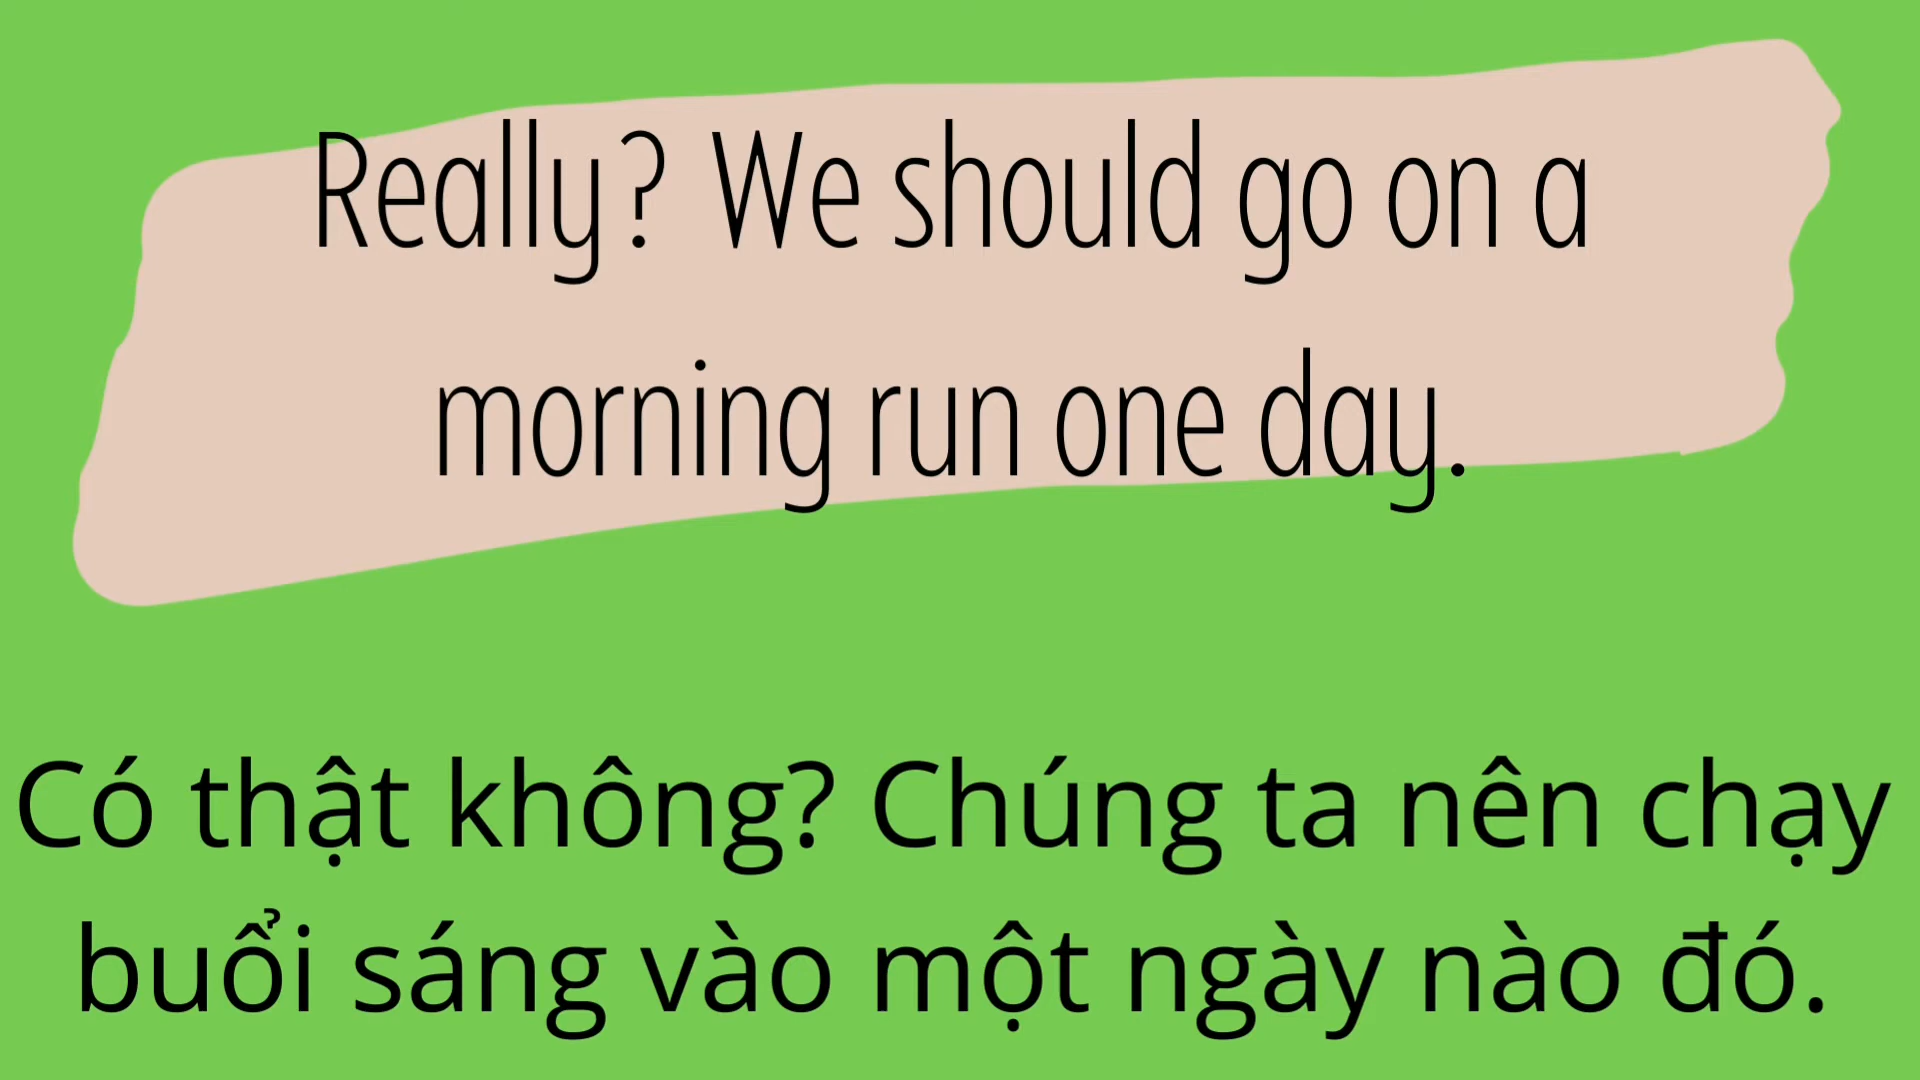 Really? We should go on a
morning run one day.
Có thật không? Chúng ta nên chạy
buổi sáng vào một ngày nào đó.